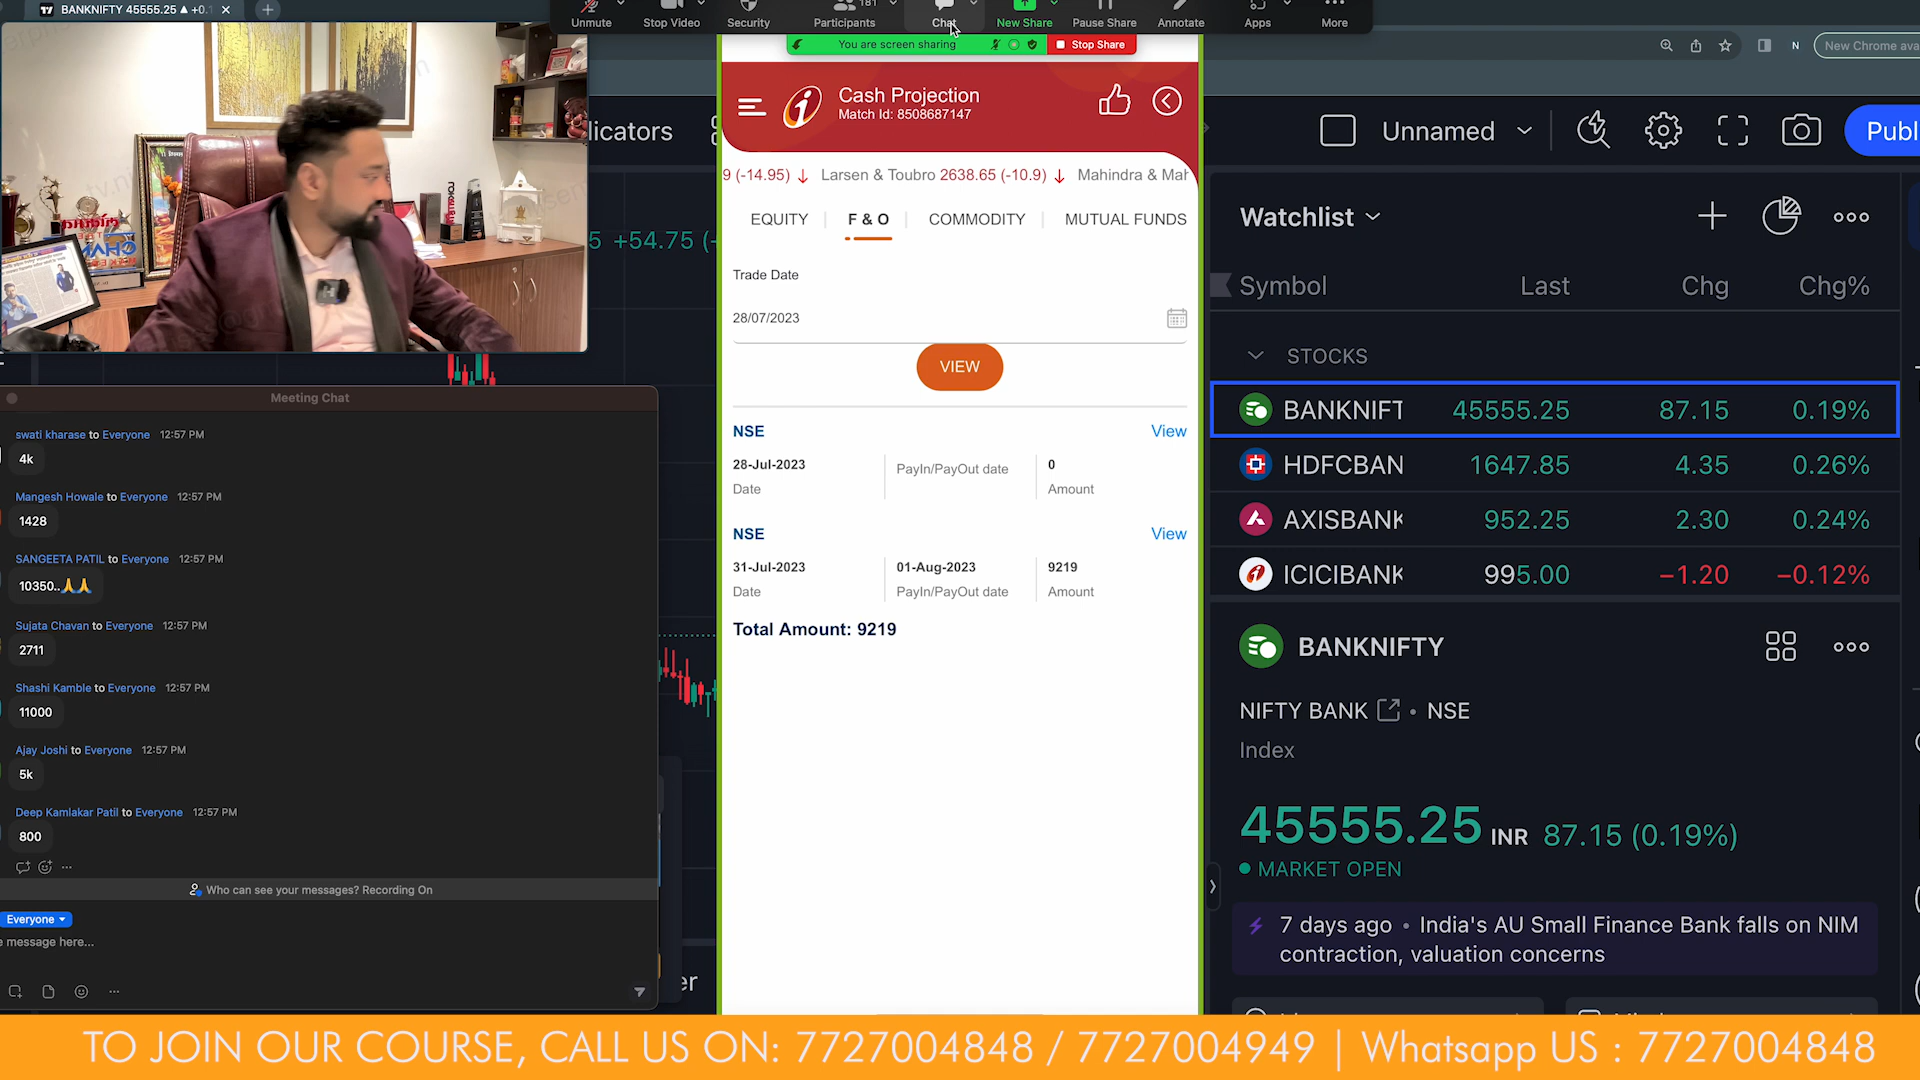 BANKNIFTY 45555.25 ▲ +0.
Unmute
Stop Video
Security
Participants
181
Chat
New Share
Pause Share
Annotate
Apps
More
You are screen sharing
Stop Share
N
New Chrome ava
Cash Projection
Match Id: 8508687147
9 (-14.95) ↓ Larsen & Toubro 2638.65 (-10.9) ↓ Mahindra & Mah
EQUITY
F & O
COMMODITY
MUTUAL FUNDS
Trade Date
28/07/2023
VIEW
NSE
View
28-Jul-2023
PayIn/PayOut date
0
Date
Amount
NSE
View
31-Jul-2023
01-Aug-2023
9219
Date
PayIn/PayOut date
Amount
Total Amount: 9219
dicators
5 +54.75 (-
Unnamed
Publ
Watchlist
Symbol
Last
Chg
Chg%
STOCKS
BANKNIFT 45555.25 87.15 0.19%
HDFCBAN 1647.85 4.35 0.26%
AXISBANK 952.25 2.30 0.24%
ICICIBANK 995.00 −1.20 −0.12%
BANKNIFTY
NIFTY BANK • NSE
Index
45555.25 INR 87.15 (0.19%)
MARKET OPEN
7 days ago • India's AU Small Finance Bank falls on NIM
contraction, valuation concerns
Meeting Chat
swati kharase to Everyone 12:57 PM
4k
Mangesh Howale to Everyone 12:57 PM
1428
SANGEETA PATIL to Everyone 12:57 PM
10350..🙏🙏
Sujata Chavan to Everyone 12:57 PM
2711
Shashi Kamble to Everyone 12:57 PM
11000
Ajay Joshi to Everyone 12:57 PM
5k
Deep Kamlakar Patil to Everyone 12:57 PM
800
Who can see your messages? Recording On
Everyone
e message here...
er
TO JOIN OUR COURSE, CALL US ON: 7727004848 / 7727004949 | Whatsapp US : 7727004848